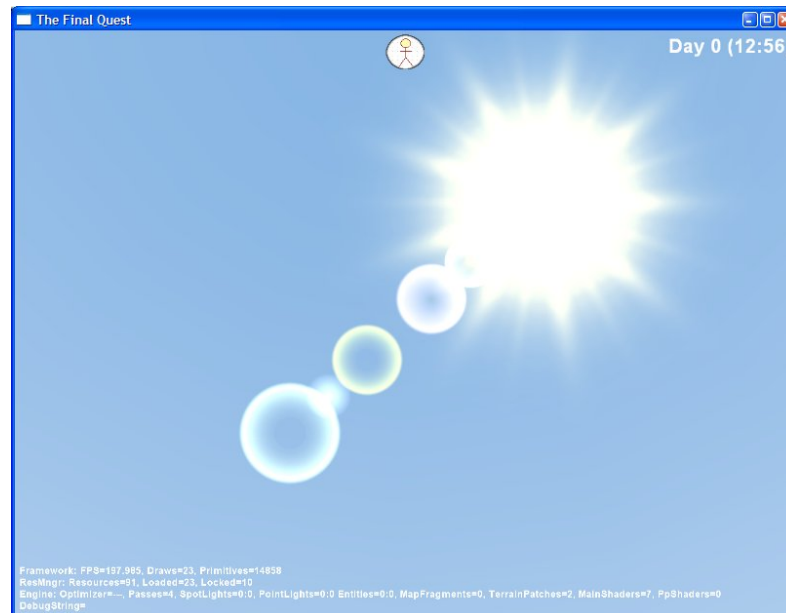 The Final Quest
Day 0 (12:56
Framework: FPS=197.985, Draws=23, Primitives=14858
ResMngr: Resources=91, Loaded=23, Locked=10
Engine: Optimizer=---, Passes=4, SpotLights=0:0, PointLights=0:0 Entities=0:0, MapFragments=0, TerrainPatches=2, MainShaders=7, PpShaders=0
DebugString=